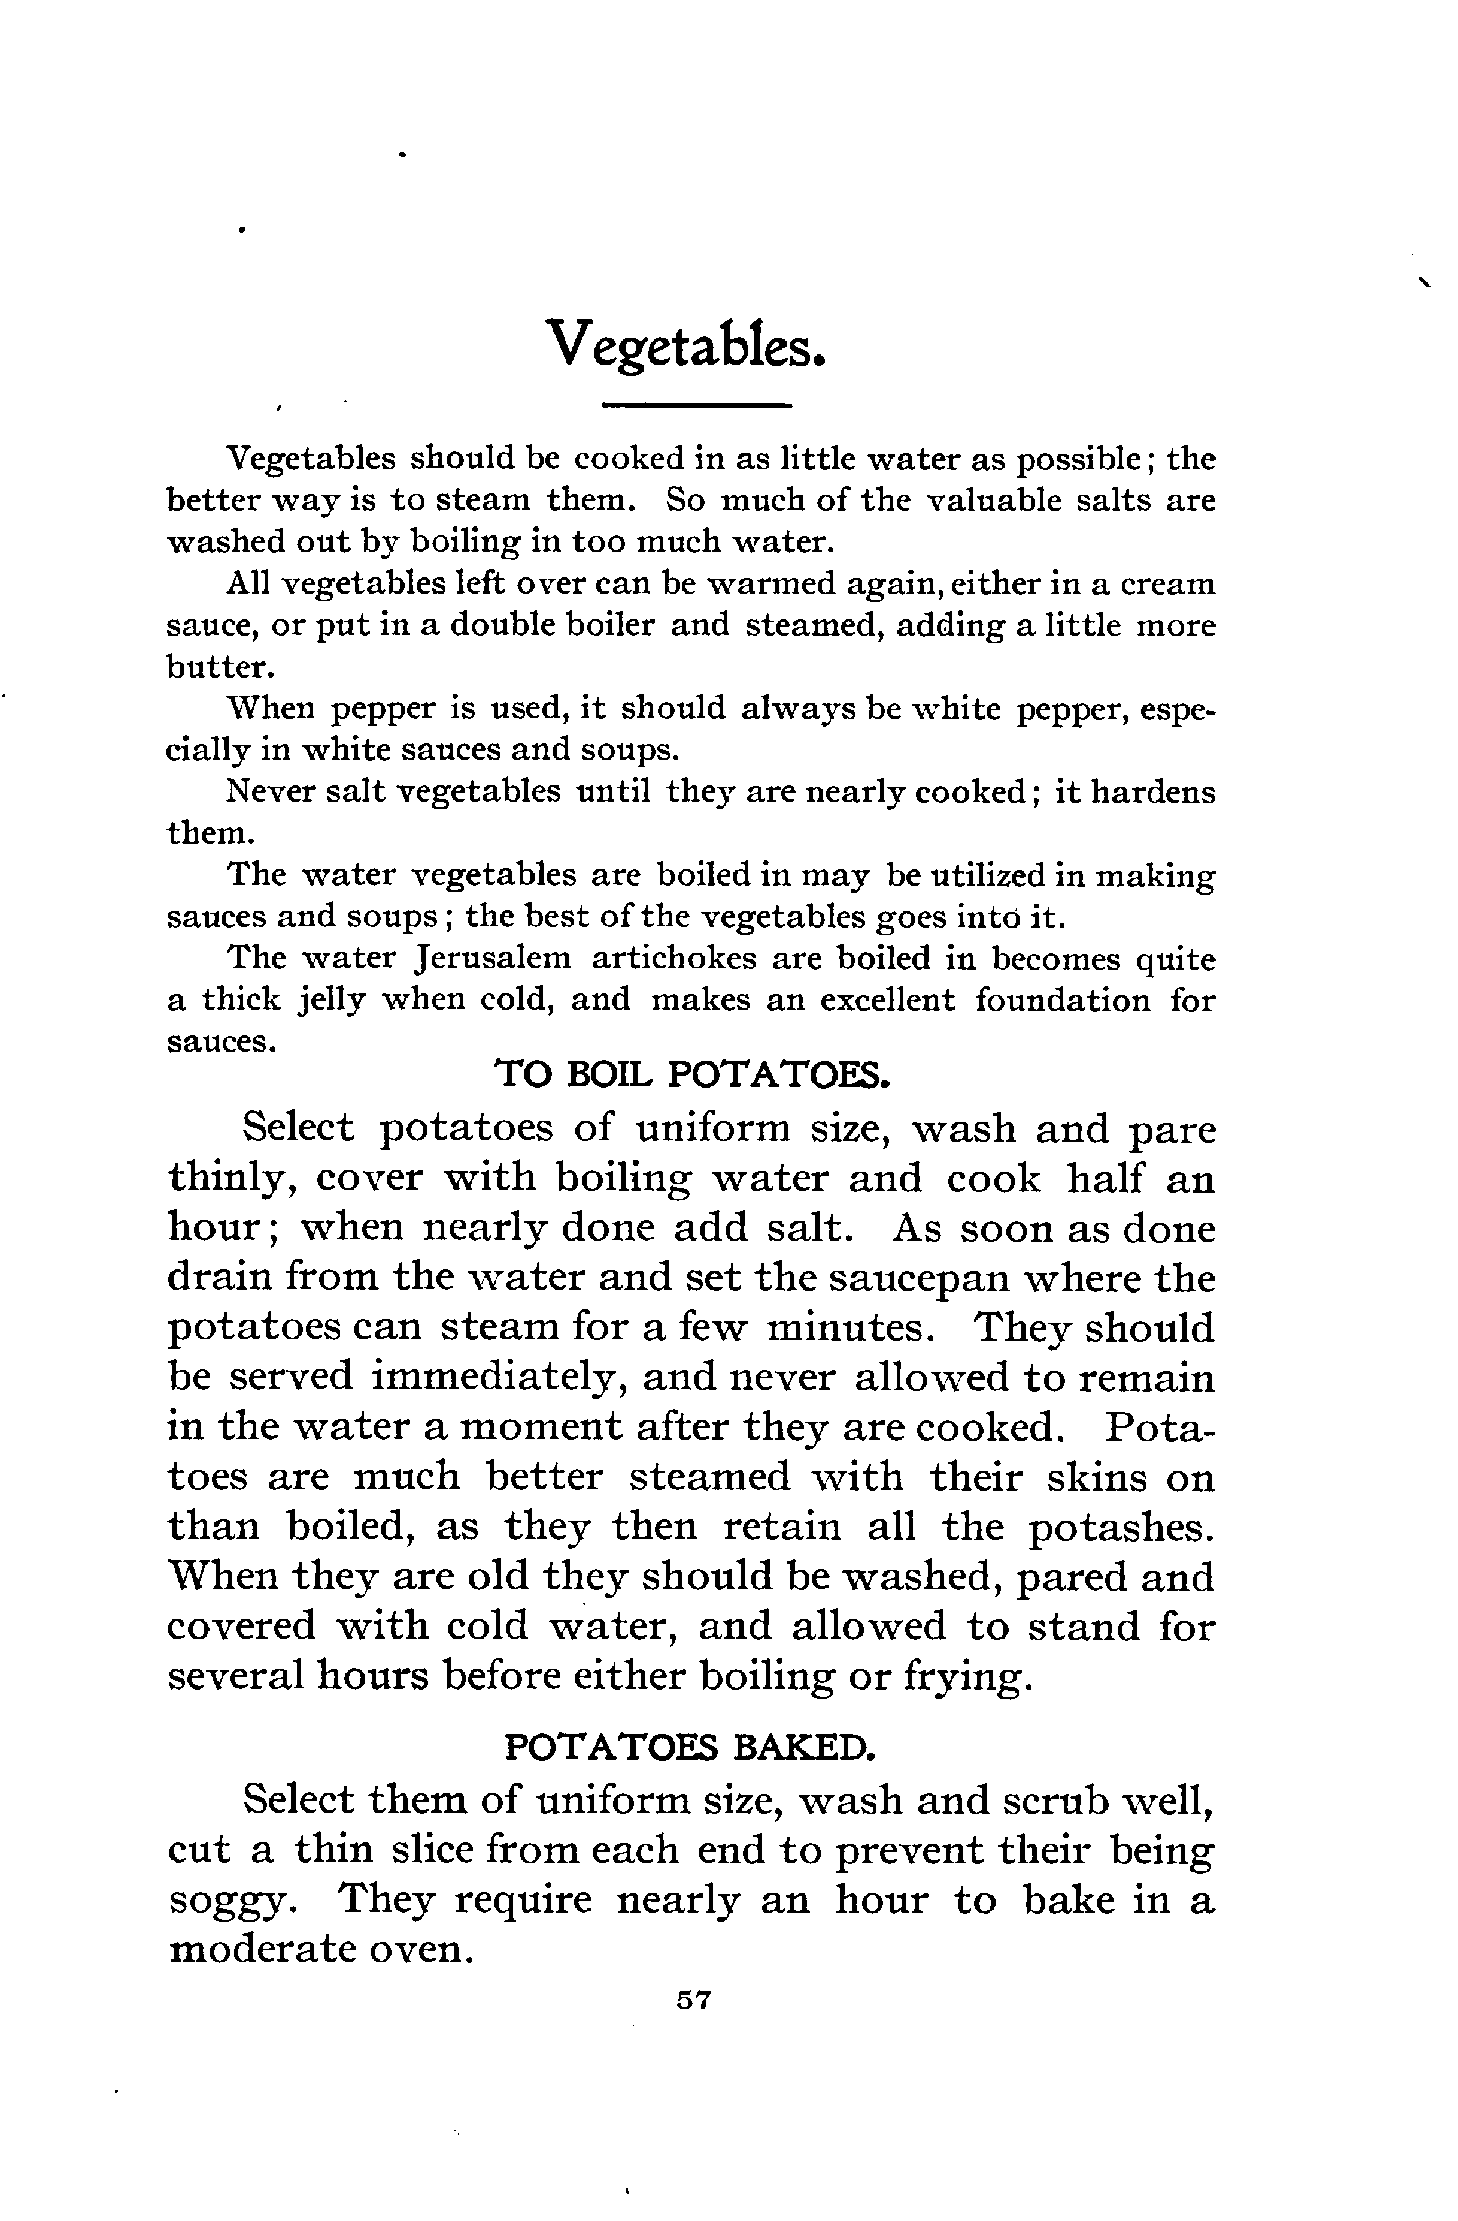 Vegetables.
Vegetables should be cooked in as little water as possible; the
better way is to steam them. So much of the valuable salts are
washed out by boiling in too much water.
All vegetables left over can be warmed again, either in a cream
sauce, or put in a double boiler and steamed, adding a little more
butter.
When pepper is used, it should always be white pepper, espe-
cially in white sauces and soups.
Never salt vegetables until they are nearly cooked; it hardens
them.
The water vegetables are boiled in may be utilized in making
sauces and soups; the best of the vegetables goes into it.
The water Jerusalem artichokes are boiled in becomes quite
a thick jelly when cold, and makes an excellent foundation for
sauces.
TO BOIL POTATOES.
Select potatoes of uniform size, wash and pare
thinly, cover with boiling water and cook half an
hour; when nearly done add salt. As soon as done
drain from the water and set the saucepan where the
potatoes can steam for a few minutes. They should
be served immediately, and never allowed to remain
in the water a moment after they are cooked. Pota-
toes are much better steamed with their skins on
than boiled, as they then retain all the potashes.
When they are old they should be washed, pared and
covered with cold water, and allowed to stand for
several hours before either boiling or frying.
POTATOES BAKED.
Select them of uniform size, wash and scrub well,
cut a thin slice from each end to prevent their being
soggy. They require nearly an hour to bake in a
moderate oven.
57